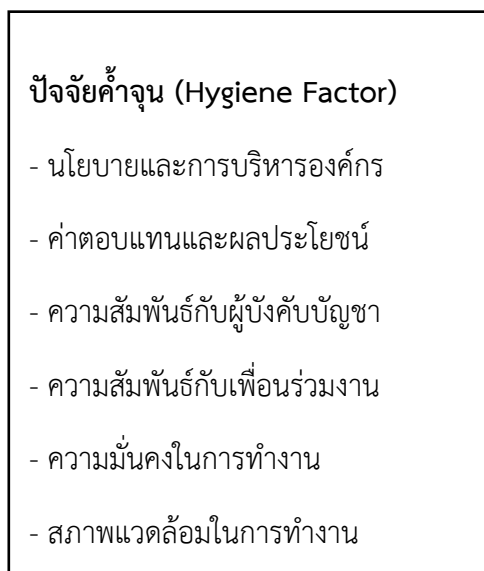 ปัจจัยค้ำจุน (Hygiene Factor)
- นโยบายและการบริหารองค์กร
- ค่าตอบแทนและผลประโยชน์
- ความสัมพันธ์กับผู้บังคับบัญชา
- ความสัมพันธ์กับเพื่อนร่วมงาน
- ความมั่นคงในการทำงาน
- สภาพแวดล้อมในการทำงาน